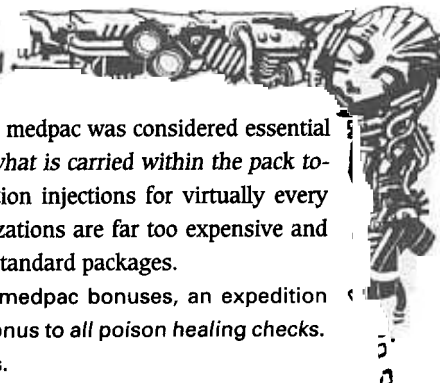 medpac was considered essential
what is carried within the pack to-
tion injections for virtually every
zations are far too expensive and
tandard packages.
medpac bonuses, an expedition
onus to all poison healing checks.
s.